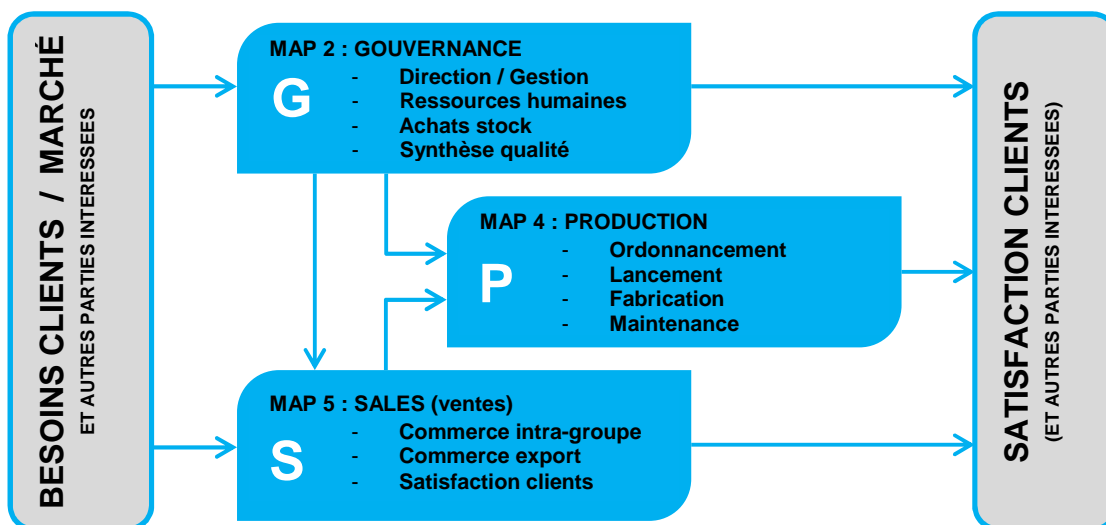 BESOINS CLIENTS / MARCHÉ
ET AUTRES PARTIES INTERESSEES
MAP 2 : GOUVERNANCE
G
- Direction / Gestion
- Ressources humaines
- Achats stock
- Synthèse qualité
MAP 4 : PRODUCTION
P
- Ordonnancement
- Lancement
- Fabrication
- Maintenance
MAP 5 : SALES (ventes)
S
- Commerce intra-groupe
- Commerce export
- Satisfaction clients
SATISFACTION CLIENTS
(ET AUTRES PARTIES INTERESSEES)